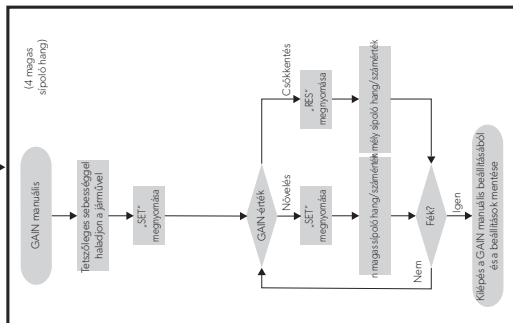 (4 magas
sípoló hang)
GAIN manuális
Tetszőleges sebességgel
haladjon a járművel
„SET”
megnyomása
GAIN-érték
Csökkentés
„RES”
megnyomása
mély sípoló hang/számérték
Növelés
„SET”
megnyomása
n magas sípoló hang/számérték
Fék?
Nem
Igen
Kilépés a GAIN manuális beállításából
és a beállítások mentése